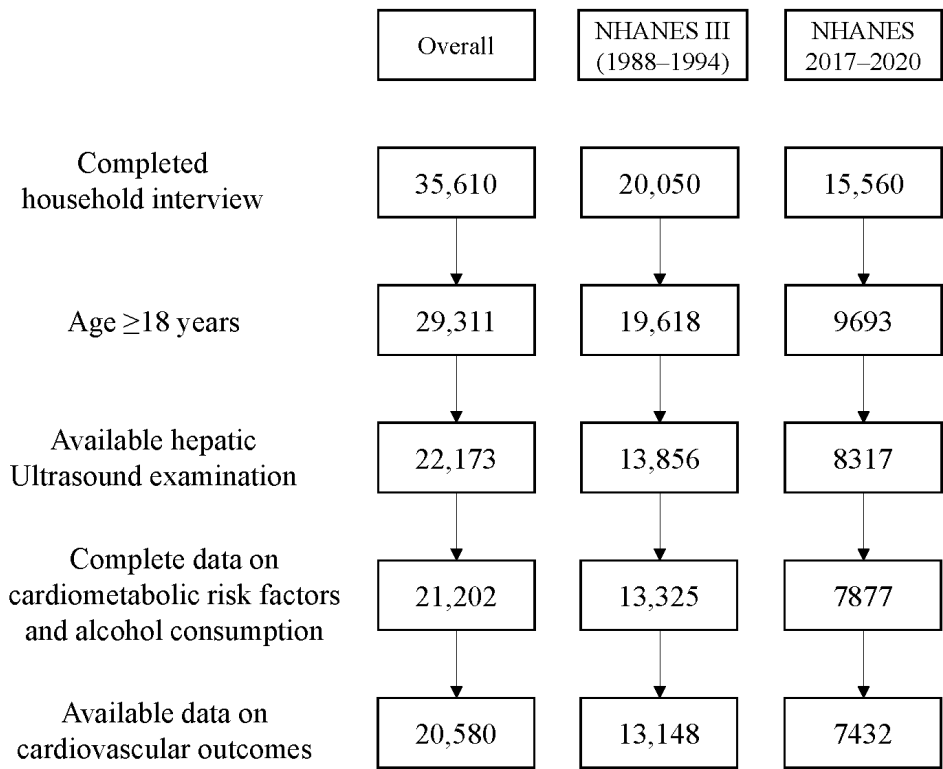 Overall
NHANES III
(1988–1994)
NHANES
2017–2020
Completed
household interview
35,610
20,050
15,560
Age ≥18 years
29,311
19,618
9693
Available hepatic
Ultrasound examination
22,173
13,856
8317
Complete data on
cardiometabolic risk factors
and alcohol consumption
21,202
13,325
7877
Available data on
cardiovascular outcomes
20,580
13,148
7432